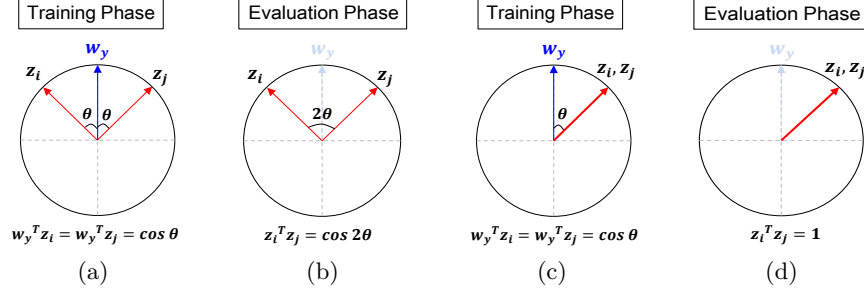 Training Phase
w_y
z_i
z_j
θ θ
w_y^T z_i = w_y^T z_j = cos θ
(a)
Evaluation Phase
w_y
z_i
z_j
2θ
z_i^T z_j = cos 2θ
(b)
Training Phase
w_y
z_i, z_j
θ
w_y^T z_i = w_y^T z_j = cos θ
(c)
Evaluation Phase
w_y
z_i, z_j
z_i^T z_j = 1
(d)